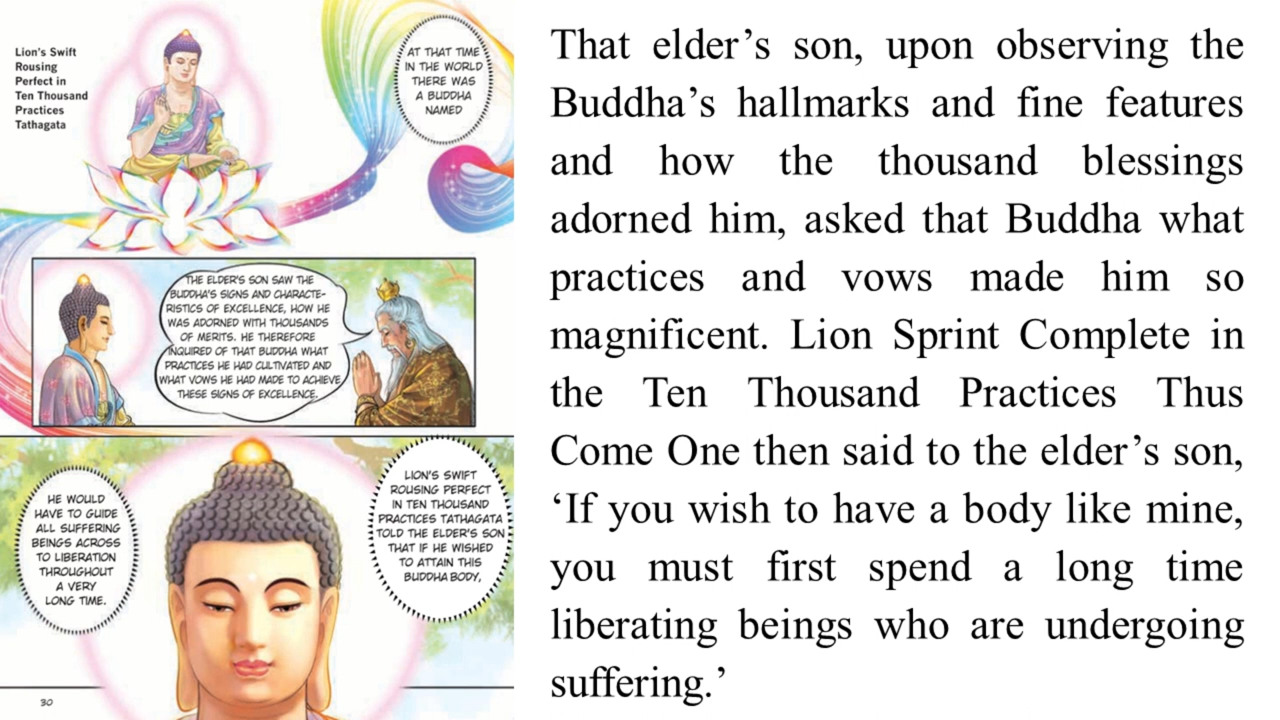 Lion's Swift
Rousing
Perfect in
Ten Thousand
Practices
Tathagata
AT THAT TIME
IN THE WORLD
THERE WAS
A BUDDHA
NAMED
THE ELDER'S SON SAW THE
BUDDHA'S SIGNS AND CHARACTE-
RISTICS OF EXCELLENCE, HOW HE
WAS ADORNED WITH THOUSANDS
OF MERITS. HE THEREFORE
INQUIRED OF THAT BUDDHA WHAT
PRACTICES HE HAD CULTIVATED AND
WHAT VOWS HE HAD MADE TO ACHIEVE
THESE SIGNS OF EXCELLENCE.
LION'S SWIFT
ROUSING PERFECT
IN TEN THOUSAND
PRACTICES TATHAGATA
TOLD THE ELDER'S SON
THAT IF HE WISHED
TO ATTAIN THIS
BUDDHA BODY,
HE WOULD
HAVE TO GUIDE
ALL SUFFERING
BEINGS ACROSS
TO LIBERATION
THROUGHOUT
A VERY
LONG TIME.
30
That elder’s son, upon observing the
Buddha’s hallmarks and fine features
and how the thousand blessings
adorned him, asked that Buddha what
practices and vows made him so
magnificent. Lion Sprint Complete in
the Ten Thousand Practices Thus
Come One then said to the elder’s son,
‘If you wish to have a body like mine,
you must first spend a long time
liberating beings who are undergoing
suffering.’